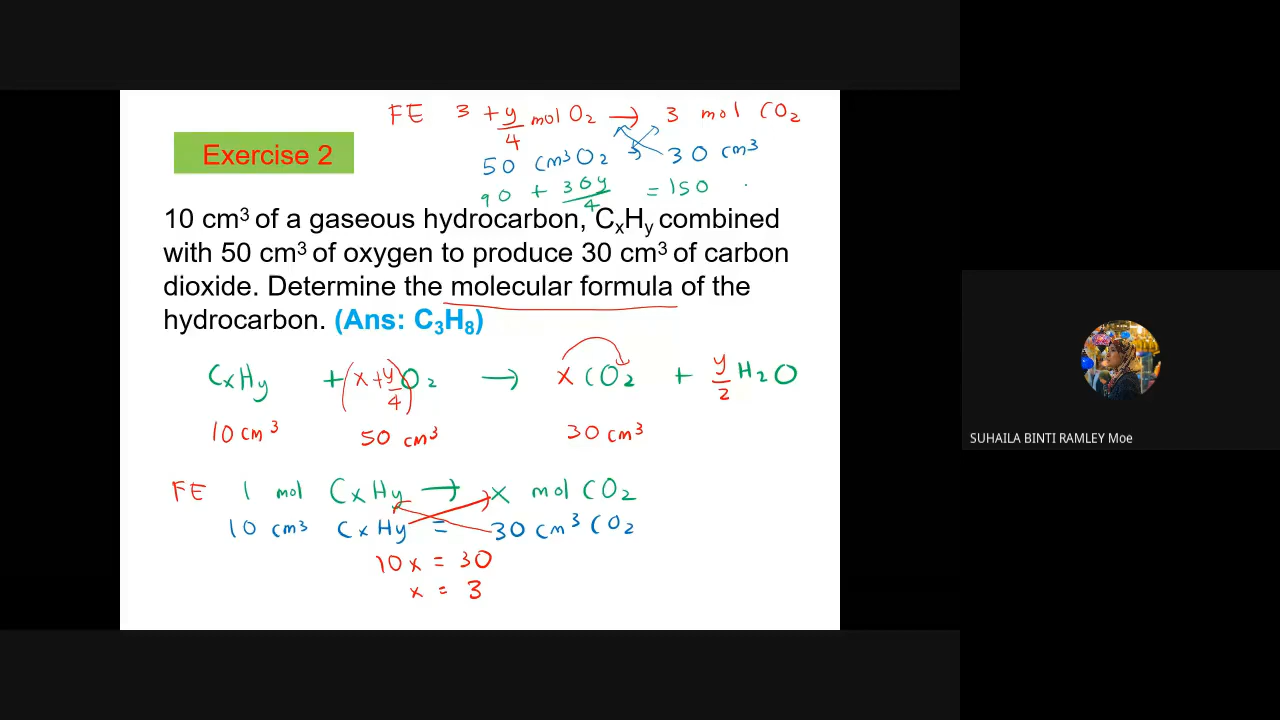 FE 3 + y/4 mol O₂ → 3 mol CO₂
50 cm³ O₂ → 30 cm³
90 + 30y/4 = 150
Exercise 2
10 cm³ of a gaseous hydrocarbon, CₓHᵧ combined
with 50 cm³ of oxygen to produce 30 cm³ of carbon
dioxide. Determine the molecular formula of the
hydrocarbon. (Ans: C₃H₈)
CxHy + (x + y/4) O₂ → x CO₂ + y/2 H₂O
10 cm³ 50 cm³ 30 cm³
FE 1 mol CxHy → x mol CO₂
10 cm³ CxHy = 30 cm³ CO₂
10x = 30
x = 3
SUHAILA BINTI RAMLEY Moe